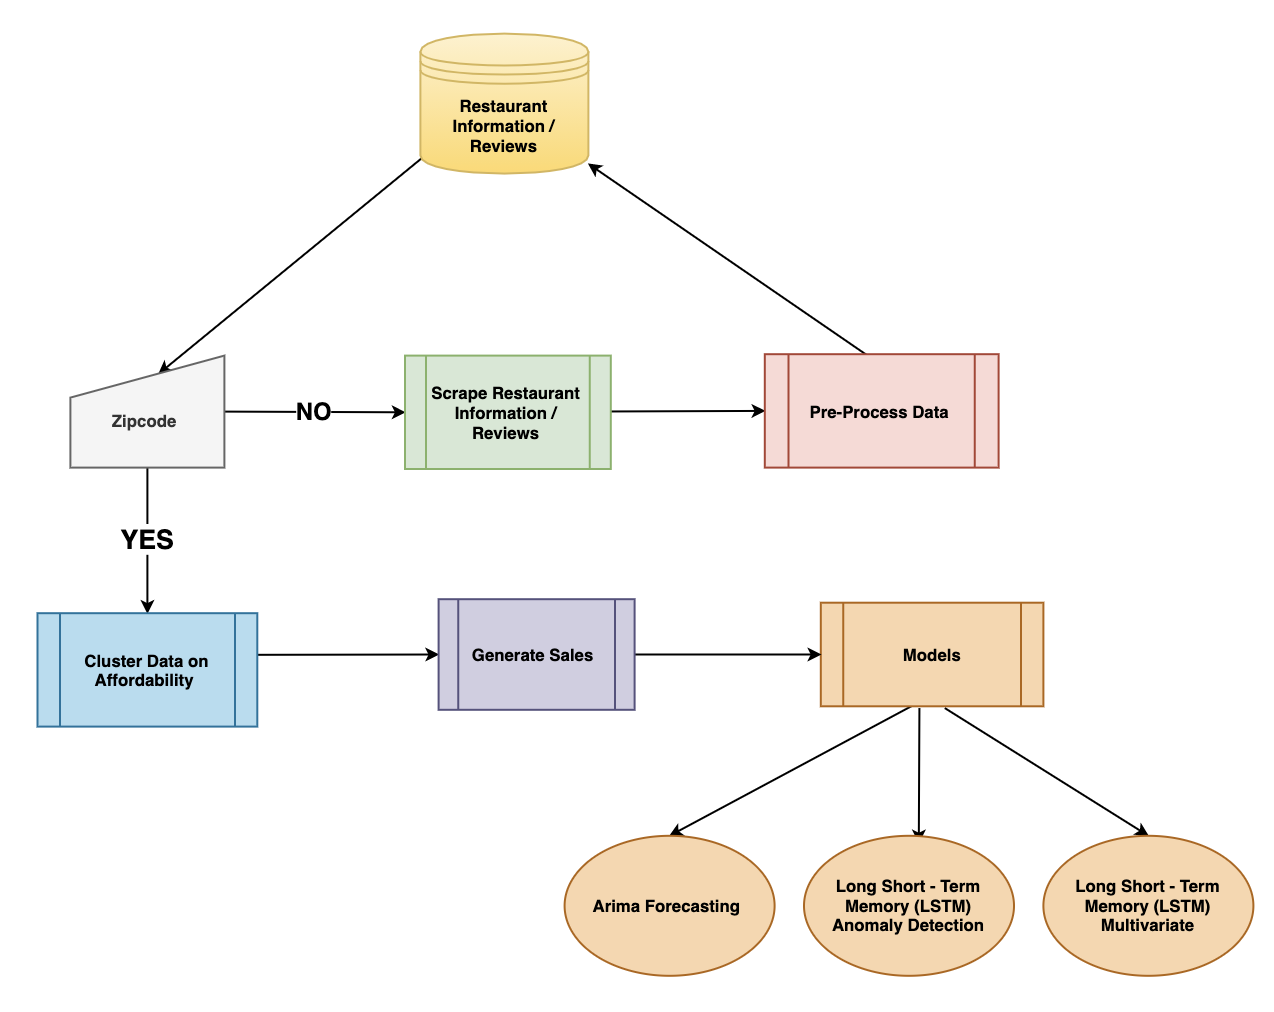 Restaurant
Information /
Reviews
Zipcode
NO
Scrape Restaurant
Information /
Reviews
Pre-Process Data
YES
Cluster Data on
Affordability
Generate Sales
Models
Arima Forecasting
Long Short - Term
Memory (LSTM)
Anomaly Detection
Long Short - Term
Memory (LSTM)
Multivariate